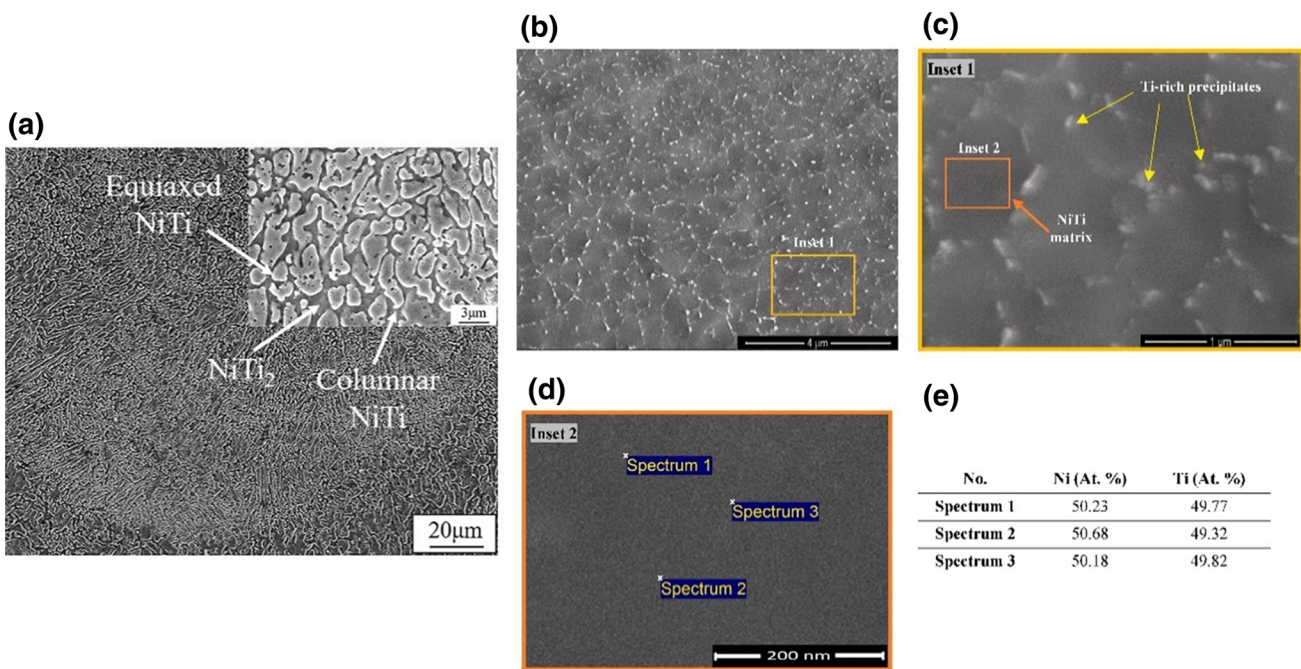 (a)
Equiaxed
NiTi
NiTi₂
Columnar
NiTi
3μm
20μm
(b)
Inset 1
4 μm
(c)
Inset 1
Ti-rich precipitates
Inset 2
NiTi
matrix
1 μm
(d)
Inset 2
Spectrum 1
Spectrum 3
Spectrum 2
200 nm
(e)
No. Ni (At. %) Ti (At. %)
Spectrum 1 50.23 49.77
Spectrum 2 50.68 49.32
Spectrum 3 50.18 49.82